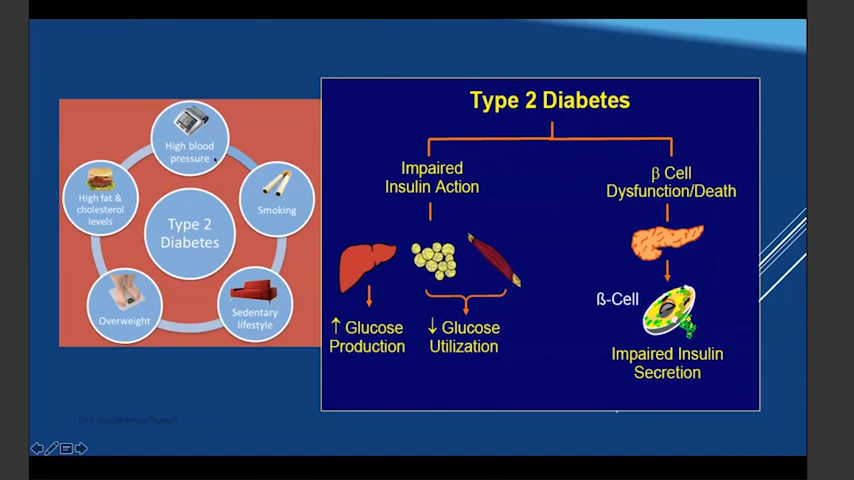 High blood
pressure
Smoking
Sedentary
lifestyle
Overweight
High fat &
cholesterol
levels
Type 2
Diabetes
Type 2 Diabetes
Impaired
Insulin Action
↑ Glucose
Production
↓ Glucose
Utilization
β Cell
Dysfunction/Death
ß-Cell
Impaired Insulin
Secretion